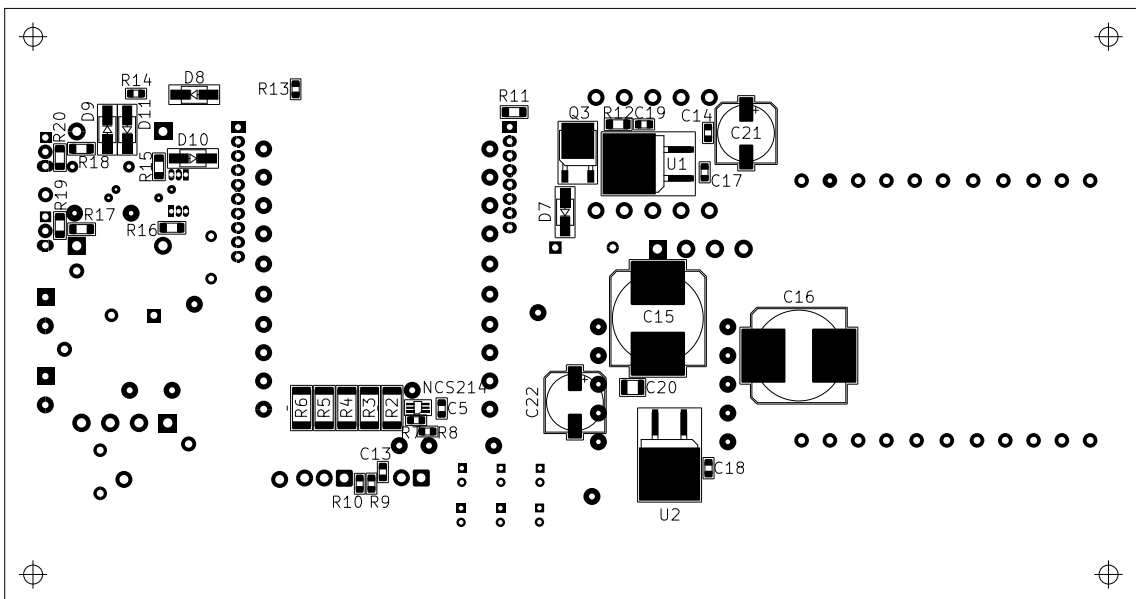 D8
R14
R13
D9
D11
R11
Q3
R12
C19
C14
C21
R20
D10
U1
R18
R15
C17
R19
R17
R16
D7
C16
C15
C20
NCS214
C22
C5
R6
R5
R4
R3
R2
R7
R8
C13
C18
R10
R9
U2